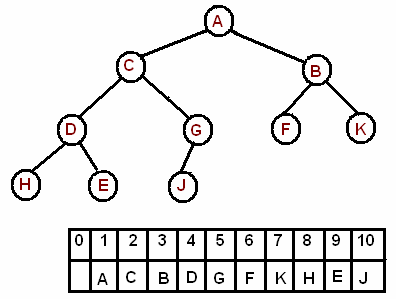 A
C B
D G F K
H E J
0 1 2 3 4 5 6 7 8 9 10
A C B D G F K H E J